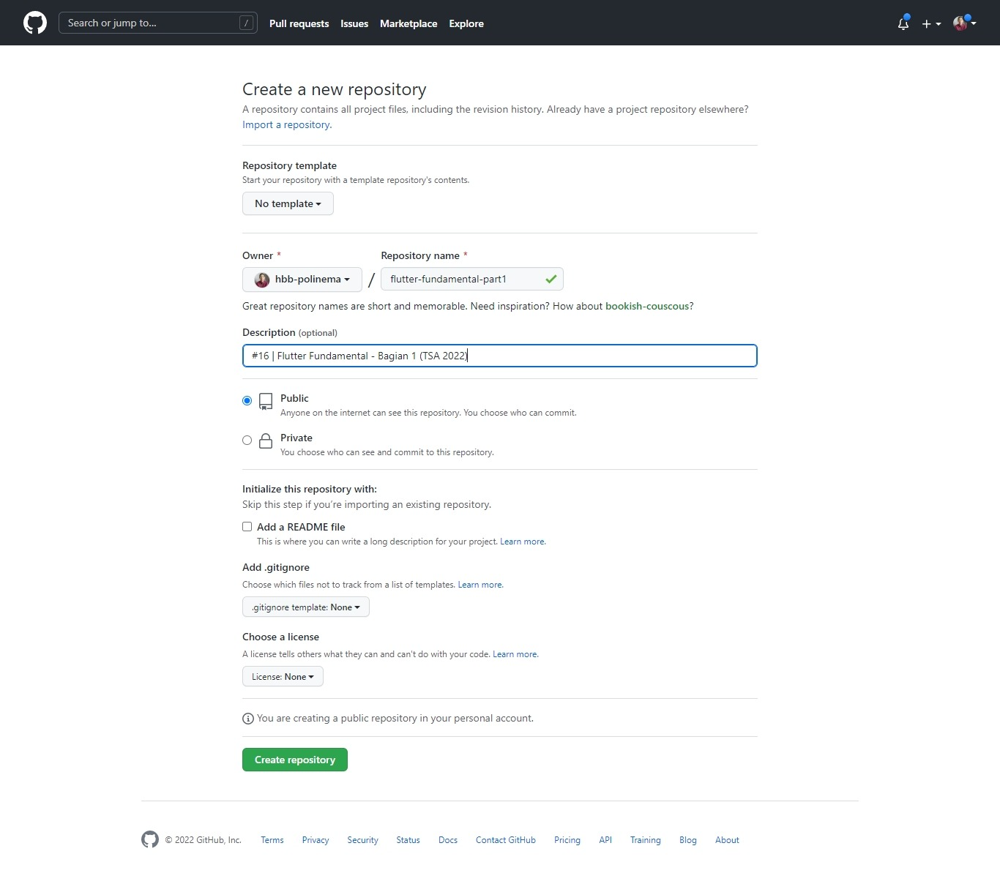 Search or jump to... /
Pull requests Issues Marketplace Explore
Create a new repository
A repository contains all project files, including the revision history. Already have a project repository elsewhere?
Import a repository.
Repository template
Start your repository with a template repository's contents.
No template
Owner * Repository name *
hbb-polinema / flutter-fundamental-part1
Great repository names are short and memorable. Need inspiration? How about bookish-couscous?
Description (optional)
#16 | Flutter Fundamental - Bagian 1 (TSA 2022)
Public
Anyone on the internet can see this repository. You choose who can commit.
Private
You choose who can see and commit to this repository.
Initialize this repository with:
Skip this step if you're importing an existing repository.
Add a README file
This is where you can write a long description for your project. Learn more.
Add .gitignore
Choose which files not to track from a list of templates. Learn more.
.gitignore template: None
Choose a license
A license tells others what they can and can't do with your code. Learn more.
License: None
You are creating a public repository in your personal account.
Create repository
© 2022 GitHub, Inc. Terms Privacy Security Status Docs Contact GitHub Pricing API Training Blog About